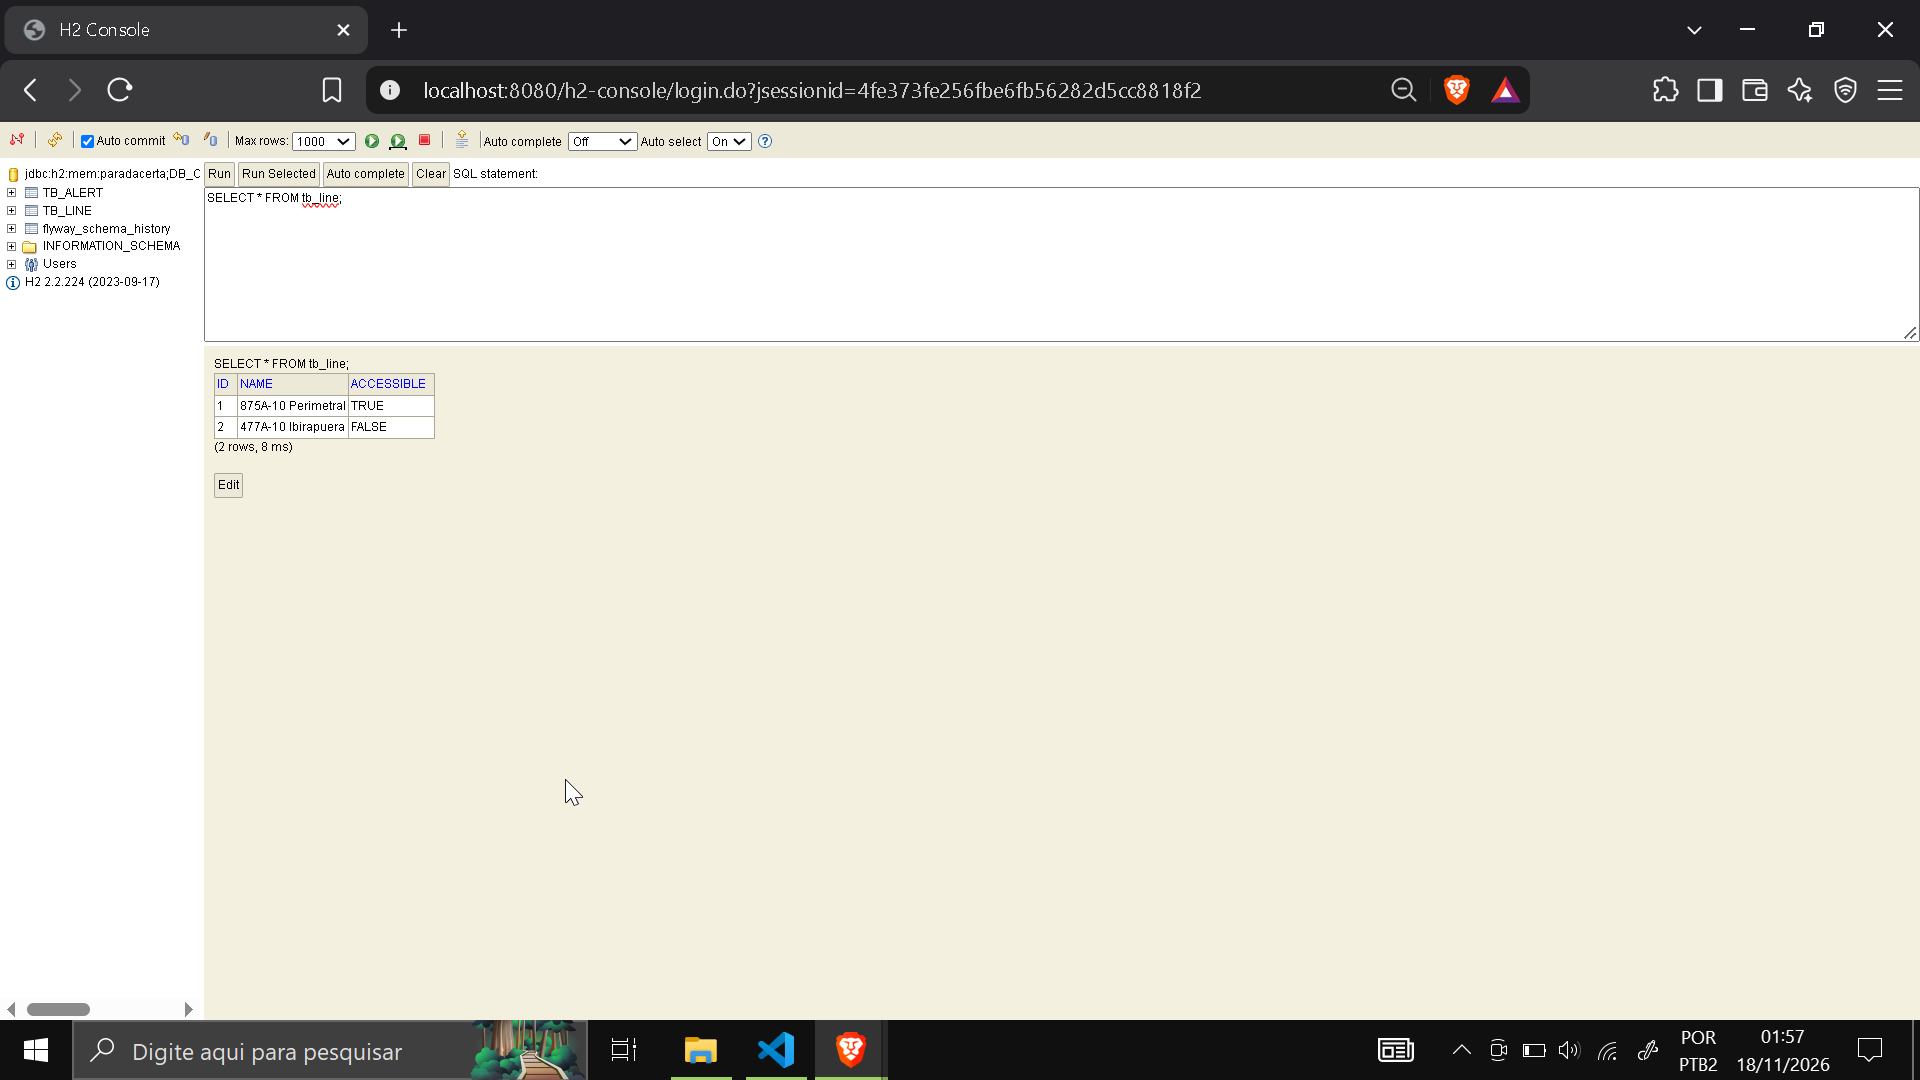 H2 Console
localhost:8080/h2-console/login.do?jsessionid=4fe373fe256fbe6fb56282d5cc8818f2
Auto commit
Max rows: 1000
Auto complete Off
Auto select On
jdbc:h2:mem:paradacerta;DB_C
TB_ALERT
TB_LINE
flyway_schema_history
INFORMATION_SCHEMA
Users
H2 2.2.224 (2023-09-17)
Run Run Selected Auto complete Clear SQL statement:
SELECT * FROM tb_line;
SELECT * FROM tb_line;
ID NAME ACCESSIBLE
1 875A-10 Perimetral TRUE
2 477A-10 Ibirapuera FALSE
(2 rows, 8 ms)
Edit
Digite aqui para pesquisar
POR
PTB2
01:57
18/11/2026